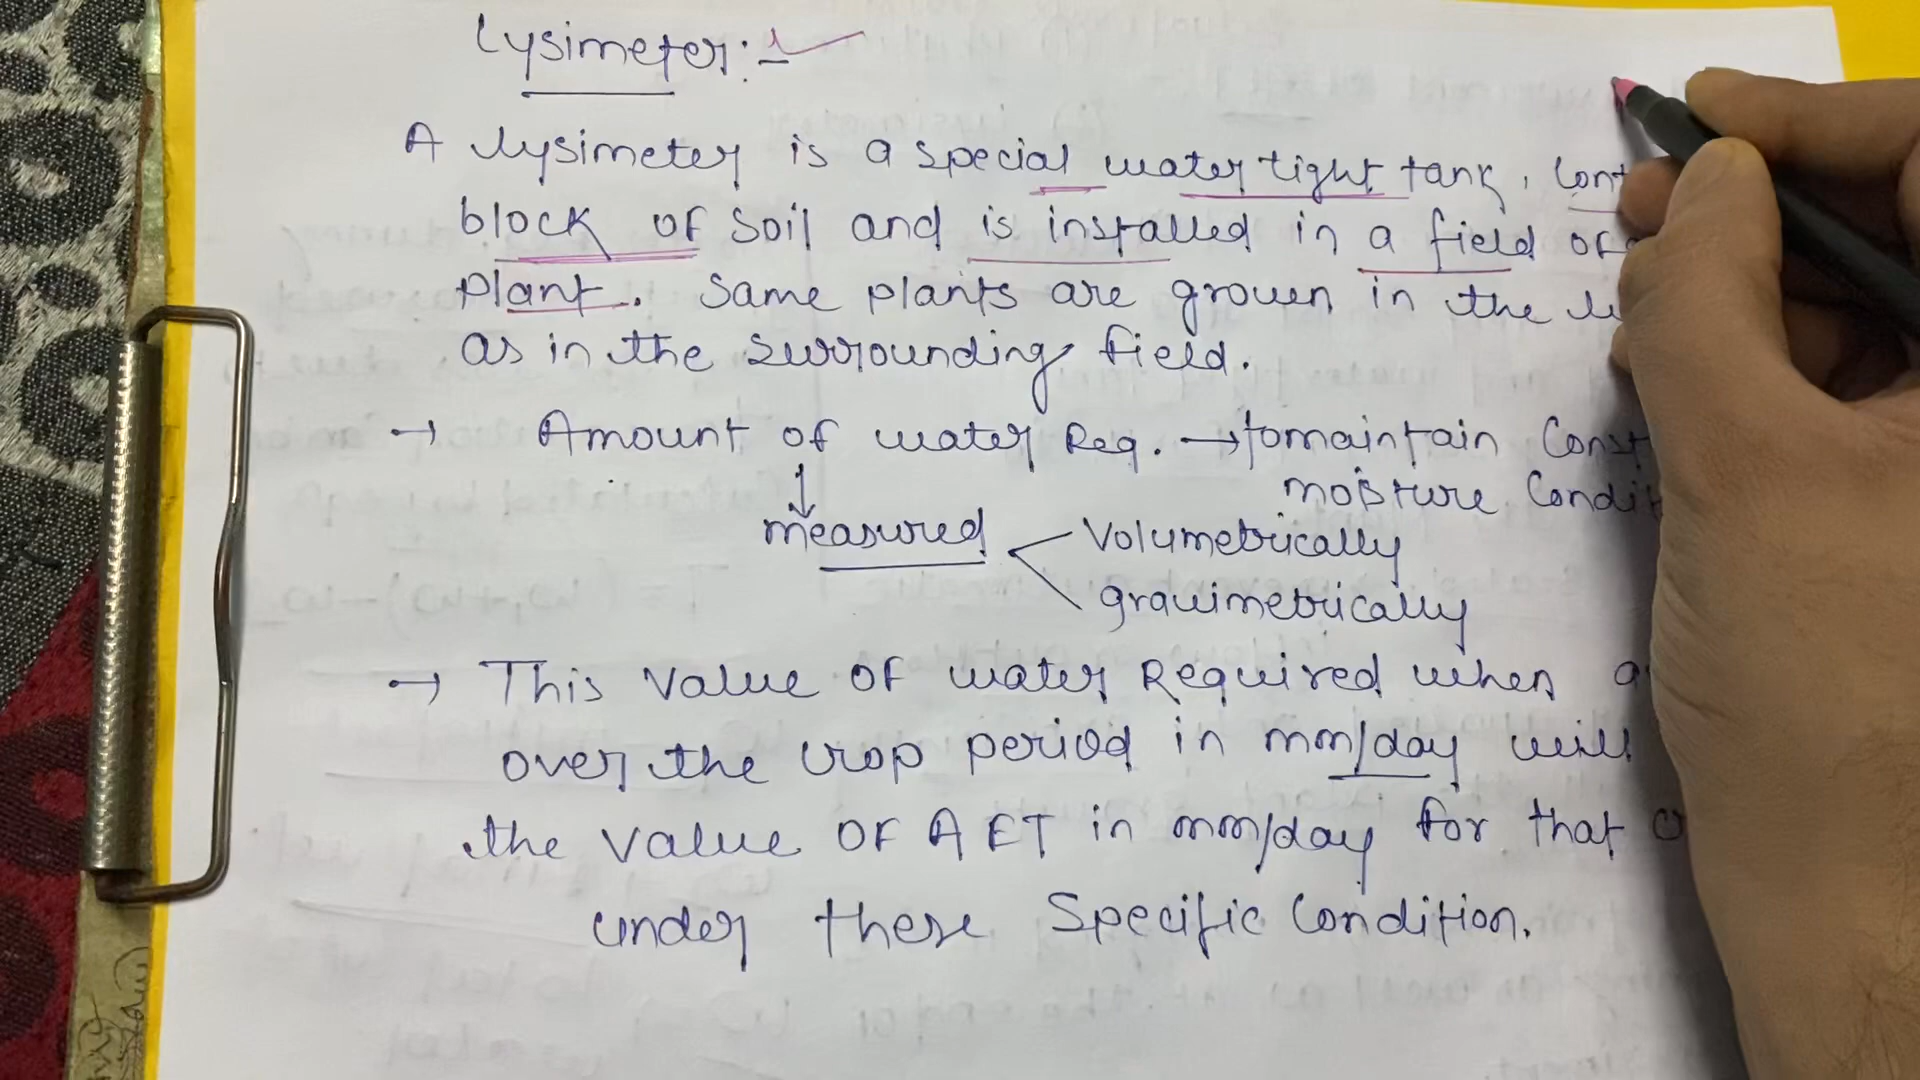 Lysimeter:-
A lysimeter is a special water tight tank,
block of soil and is installed in a field of
plant. Same plants are grown in the
as in the surrounding field.
→ Amount of water Req. → to maintain
moisture
↓
measured
Volumetrically
gravimetrically
→ This value of water Required when
over the crop period in mm/day will
the value of AET in mm/day for that
under these specific condition.